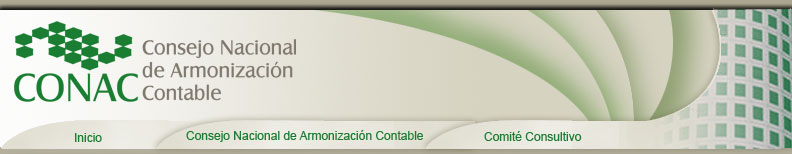 CONAC
Consejo Nacional
de Armonización
Contable
Inicio
Consejo Nacional de Armonización Contable
Comité Consultivo